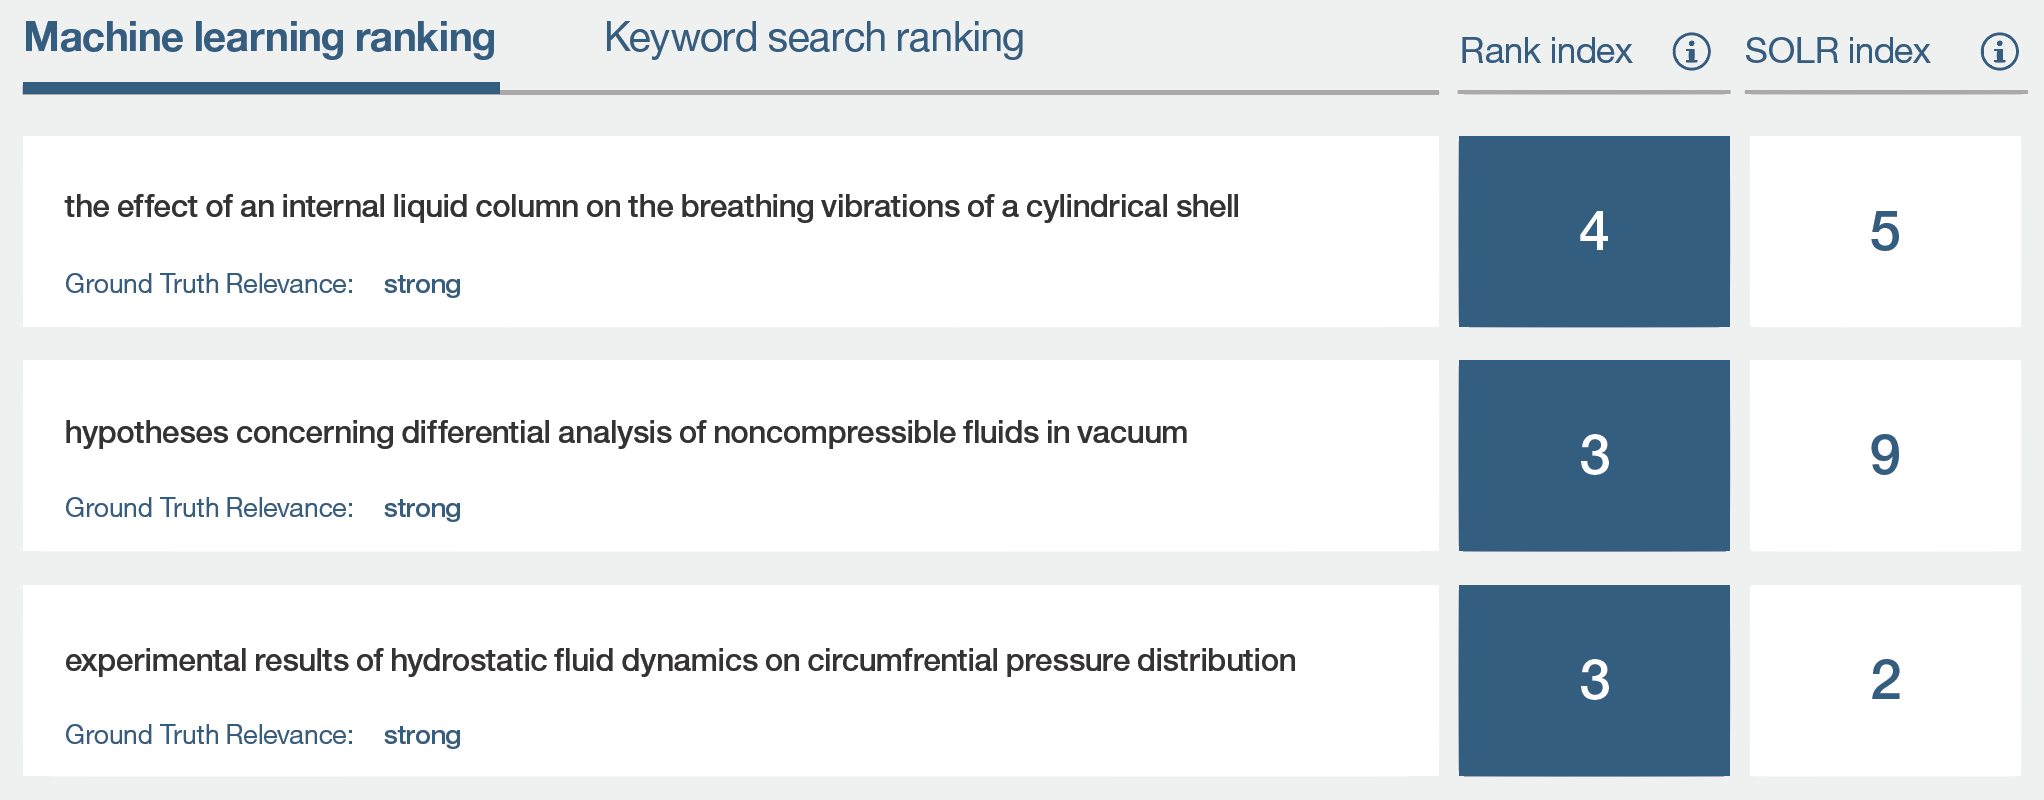 Machine learning ranking
Keyword search ranking
Rank index
SOLR index
the effect of an internal liquid column on the breathing vibrations of a cylindrical shell
Ground Truth Relevance: strong
4
5
hypotheses concerning differential analysis of noncompressible fluids in vacuum
Ground Truth Relevance: strong
3
9
experimental results of hydrostatic fluid dynamics on circumfrential pressure distribution
Ground Truth Relevance: strong
3
2